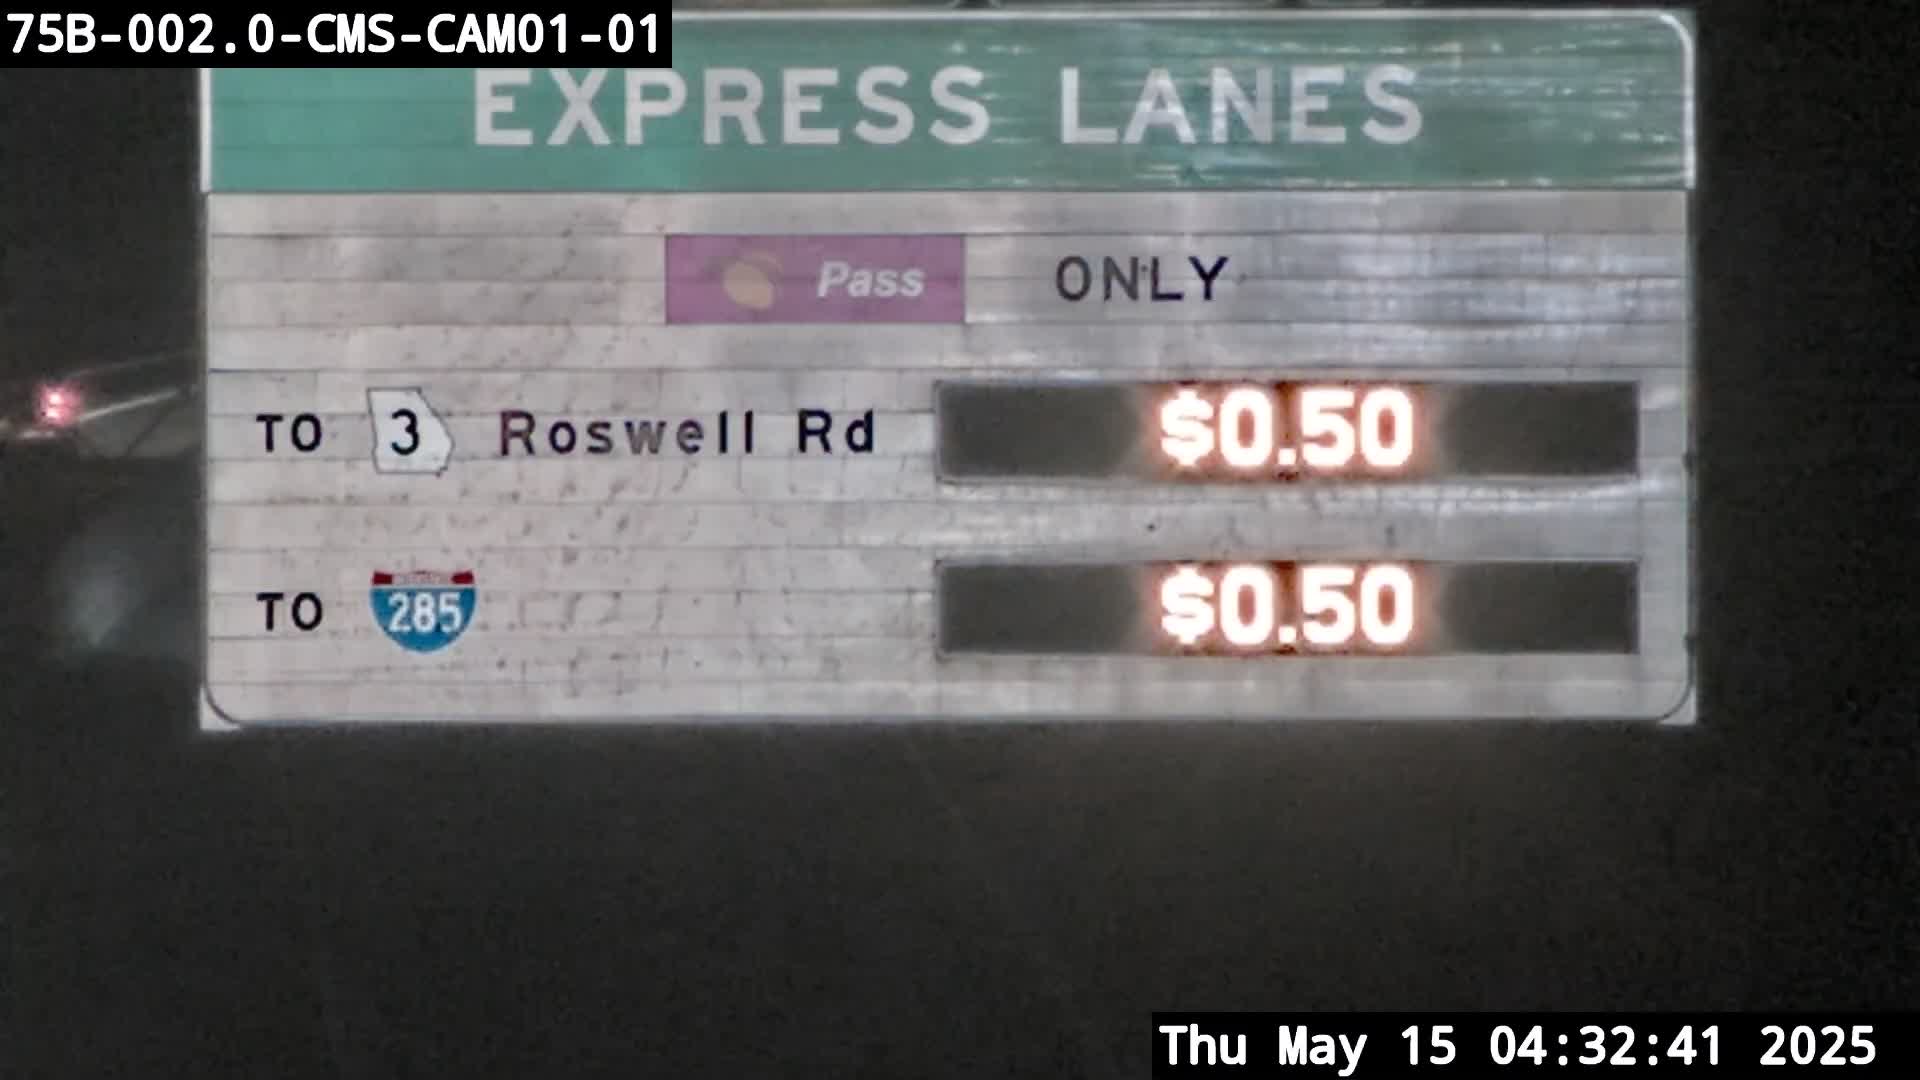 75B-002.0-CMS-CAM01-01
EXPRESS LANES
Pass ONLY
TO 3 Roswell Rd $0.50
TO 285 $0.50
Thu May 15 04:32:41 2025